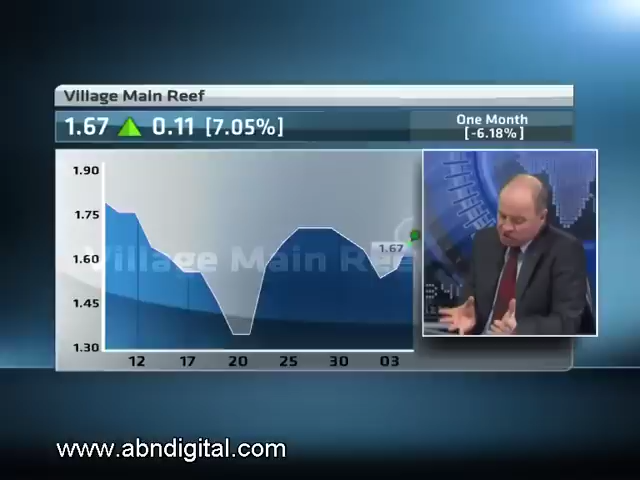 Village Main Reef
1.67 0.11 [7.05%]
One Month
[-6.18%]
1.90
1.75
1.60
1.45
1.30
Village Main Ree
1.67
12 17 20 25 30 03
www.abndigital.com